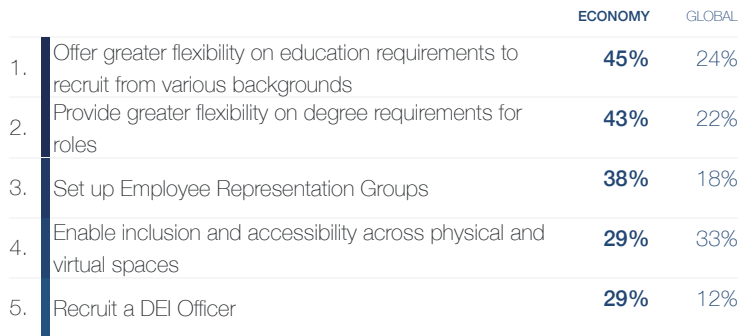 ECONOMY GLOBAL
1. Offer greater flexibility on education requirements to 45% 24%
recruit from various backgrounds
2. Provide greater flexibility on degree requirements for 43% 22%
roles
3. Set up Employee Representation Groups 38% 18%
4. Enable inclusion and accessibility across physical and 29% 33%
virtual spaces
5. Recruit a DEI Officer 29% 12%